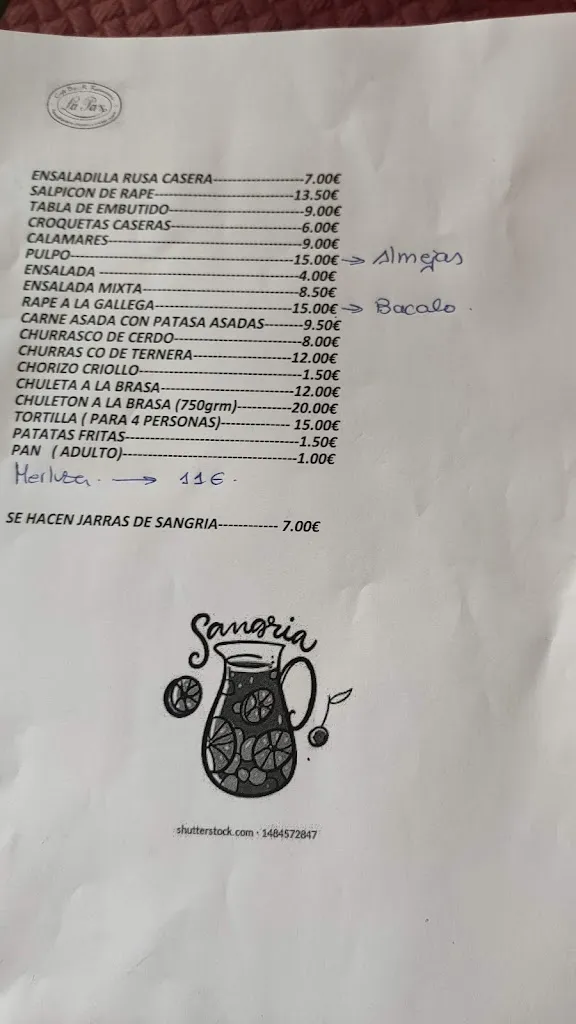 La Paz
ENSALADILLA RUSA CASERA--------------------7.00€
SALPICON DE RAPE-------------------------------13.50€
TABLA DE EMBUTIDO------------------------------9.00€
CROQUETAS CASERAS----------------------------6.00€
CALAMARES------------------------------------------9.00€
PULPO--------------------------------------------------15.00€ → Almejas
ENSALADA --------------------------------------------4.00€
ENSALADA MIXTA------------------------------------8.50€
RAPE A LA GALLEGA-------------------------------15.00€ → Bacalo.
CARNE ASADA CON PATASA ASADAS--------9.50€
CHURRASCO DE CERDO---------------------------8.00€
CHURRAS CO DE TERNERA---------------------12.00€
CHORIZO CRIOLLO-----------------------------------1.50€
CHULETA A LA BRASA----------------------------12.00€
CHULETON A LA BRASA (750grm)-----------20.00€
TORTILLA ( PARA 4 PERSONAS)-------------- 15.00€
PATATAS FRITAS-------------------------------------1.50€
PAN ( ADULTO)--------------------------------------1.00€
Merluza. → 11€.
SE HACEN JARRAS DE SANGRIA------------ 7.00€
Sangria
shutterstock.com · 1484572847